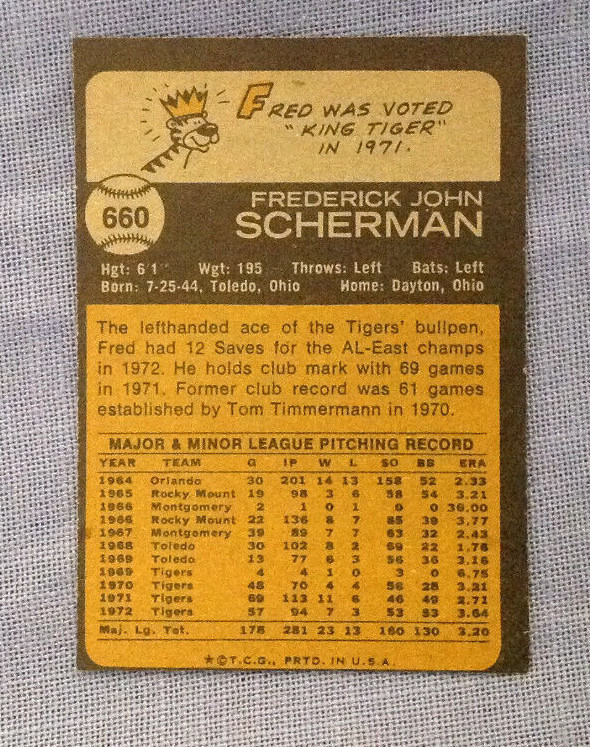 FRED WAS VOTED
"KING TIGER"
IN 1971.
660
FREDERICK JOHN
SCHERMAN
Hgt: 6'1" Wgt: 195 Throws: Left Bats: Left
Born: 7-25-44, Toledo, Ohio Home: Dayton, Ohio
The lefthanded ace of the Tigers' bullpen,
Fred had 12 Saves for the AL-East champs
in 1972. He holds club mark with 69 games
in 1971. Former club record was 61 games
established by Tom Timmermann in 1970.
MAJOR & MINOR LEAGUE PITCHING RECORD
YEAR TEAM G IP W L SO BB ERA
1964 Orlando 30 201 14 13 158 52 2.33
1965 Rocky Mount 19 98 3 6 58 54 3.21
1966 Montgomery 2 1 0 1 0 0 36.00
1966 Rocky Mount 22 136 8 7 85 39 3.77
1967 Montgomery 39 89 7 7 63 32 2.43
1968 Toledo 30 102 8 2 69 22 1.76
1969 Toledo 13 77 6 3 56 36 3.16
1969 Tigers 4 4 1 0 3 6.75
1970 Tigers 48 70 4 4 56 28 3.21
1971 Tigers 69 113 11 6 46 49 2.71
1972 Tigers 57 94 7 3 53 53 3.64
Maj. Lg. Tot. 178 281 23 13 160 130 3.20
★©T.C.G., PRTD. IN U.S.A.